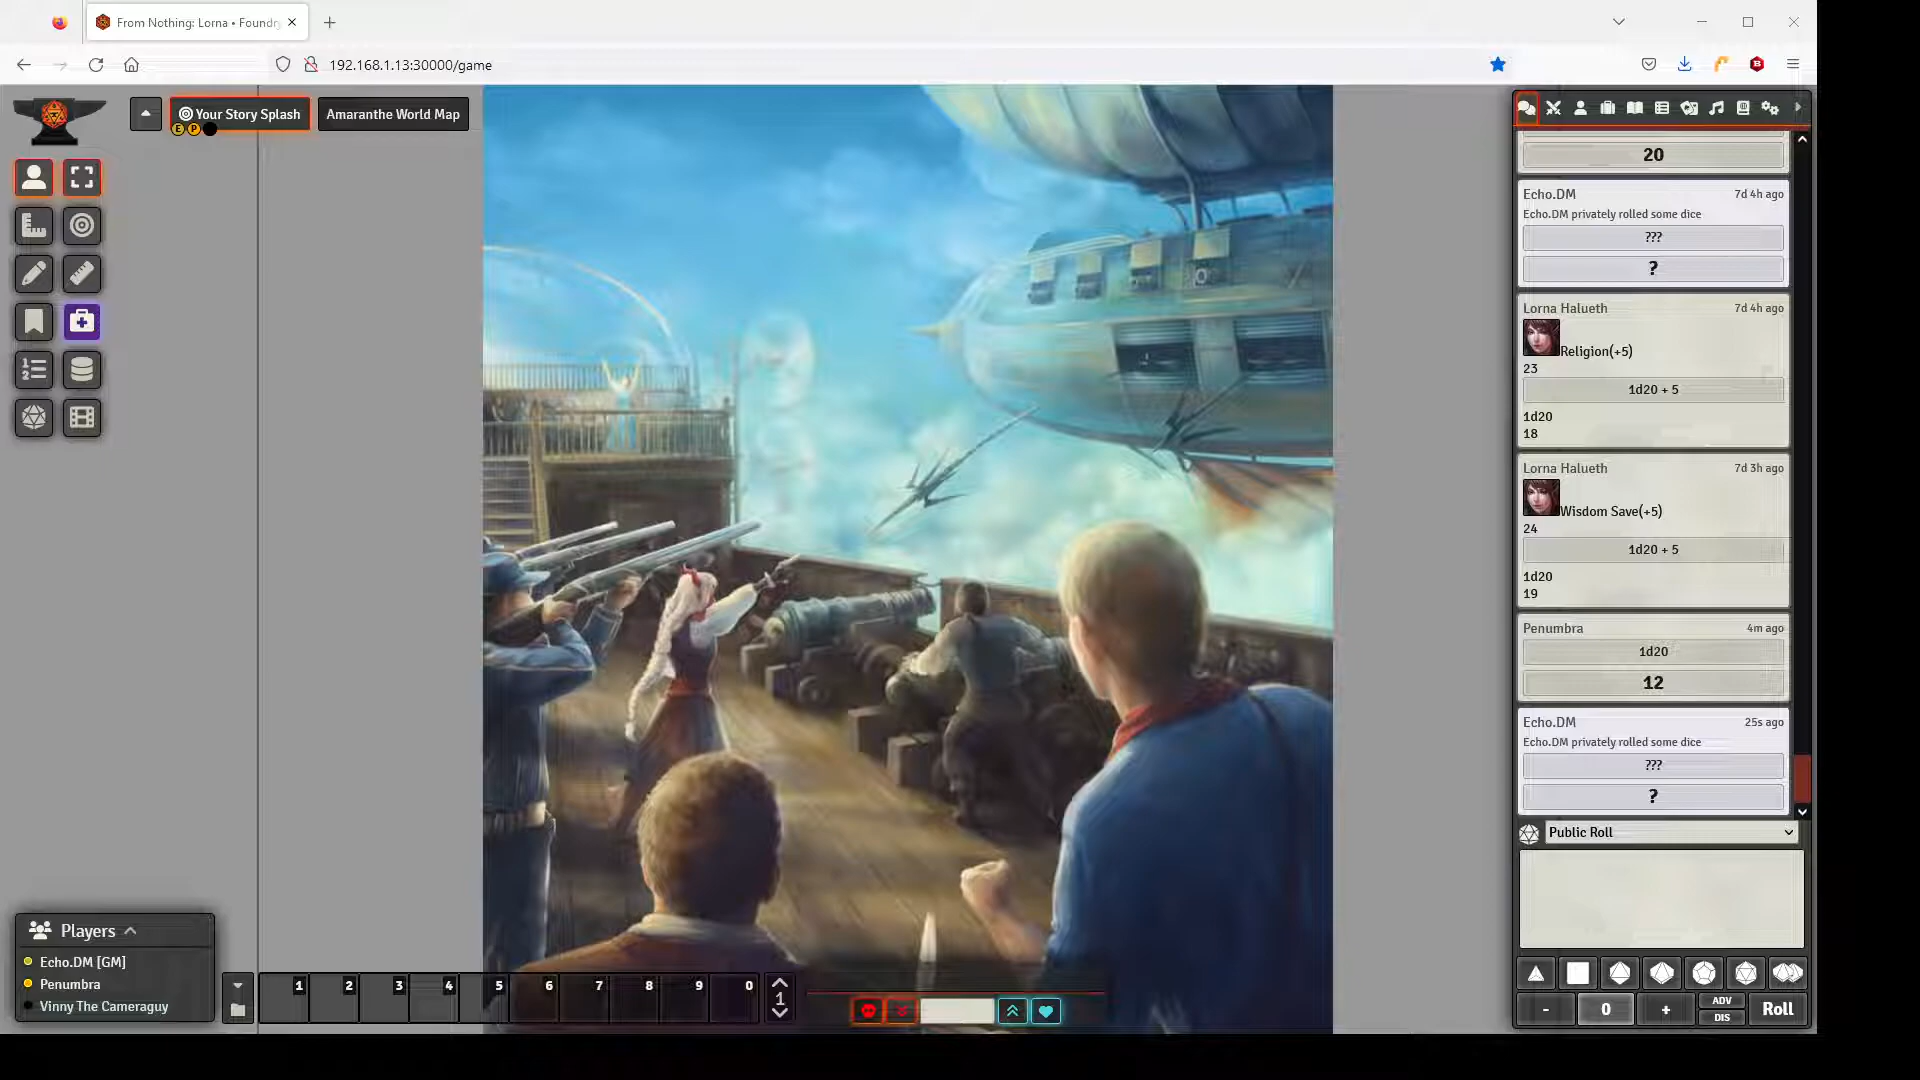 From Nothing: Lorna • Foundr
192.168.1.13:30000/game
Your Story Splash
Amaranthe World Map
E P
20
Echo.DM 7d 4h ago
Echo.DM privately rolled some dice
???
?
Lorna Halueth 7d 4h ago
Religion(+5)
23
1d20 + 5
1d20
18
Lorna Halueth 7d 3h ago
Wisdom Save(+5)
24
1d20 + 5
1d20
19
Penumbra 4m ago
1d20
12
Echo.DM 25s ago
Echo.DM privately rolled some dice
???
?
Public Roll
Players
Echo.DM [GM]
Penumbra
Vinny The Cameraguy
1 2 3 4 5 6 7 8 9 0
1
- 0 + ADV Roll
DIS